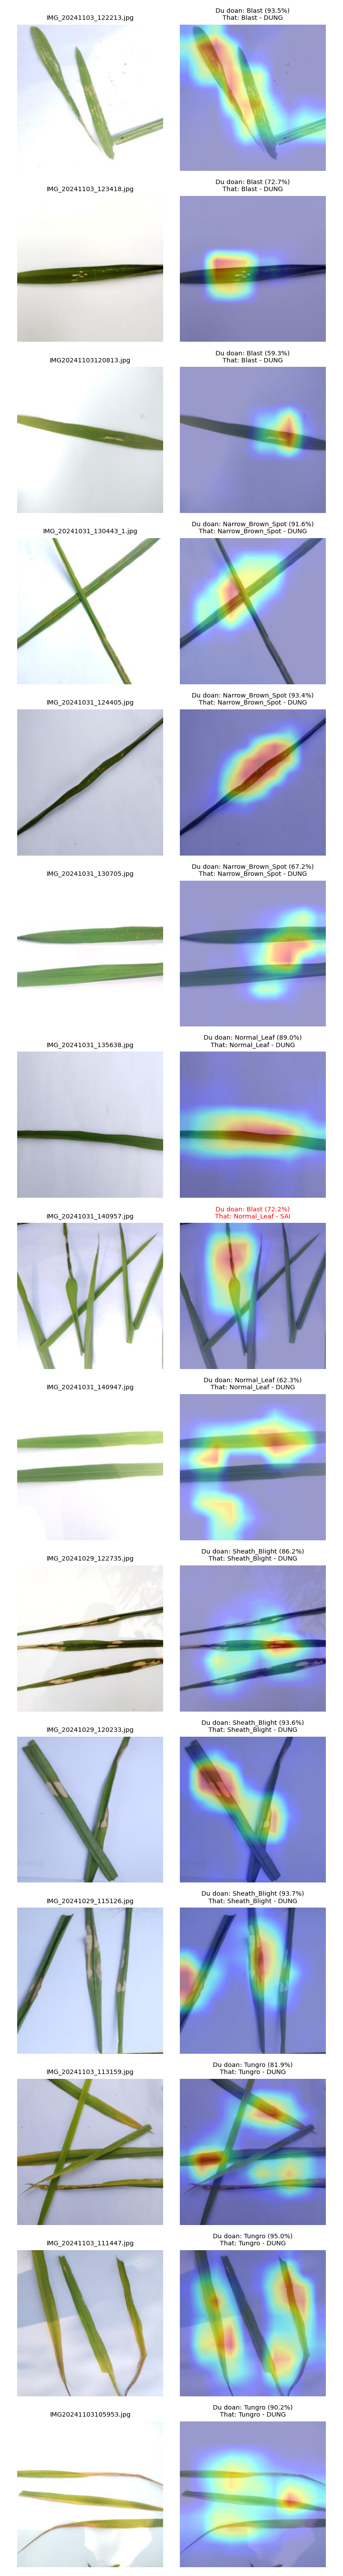 IMG_20241103_122213.jpg
Du doan: Blast (93.5%)
That: Blast - DUNG
IMG_20241103_123418.jpg
Du doan: Blast (72.7%)
That: Blast - DUNG
IMG20241103120813.jpg
Du doan: Blast (59.3%)
That: Blast - DUNG
IMG_20241031_130443_1.jpg
Du doan: Narrow_Brown_Spot (91.6%)
That: Narrow_Brown_Spot - DUNG
IMG_20241031_124405.jpg
Du doan: Narrow_Brown_Spot (93.4%)
That: Narrow_Brown_Spot - DUNG
IMG_20241031_130705.jpg
Du doan: Narrow_Brown_Spot (67.2%)
That: Narrow_Brown_Spot - DUNG
IMG_20241031_135638.jpg
Du doan: Normal_Leaf (89.0%)
That: Normal_Leaf - DUNG
IMG_20241031_140957.jpg
Du doan: Blast (72.2%)
That: Normal_Leaf - SAI
IMG_20241031_140947.jpg
Du doan: Normal_Leaf (62.3%)
That: Normal_Leaf - DUNG
IMG_20241029_122735.jpg
Du doan: Sheath_Blight (86.2%)
That: Sheath_Blight - DUNG
IMG_20241029_120233.jpg
Du doan: Sheath_Blight (93.6%)
That: Sheath_Blight - DUNG
IMG_20241029_115126.jpg
Du doan: Sheath_Blight (93.7%)
That: Sheath_Blight - DUNG
IMG_20241103_113159.jpg
Du doan: Tungro (81.9%)
That: Tungro - DUNG
IMG_20241103_111447.jpg
Du doan: Tungro (95.0%)
That: Tungro - DUNG
IMG20241103105953.jpg
Du doan: Tungro (90.2%)
That: Tungro - DUNG